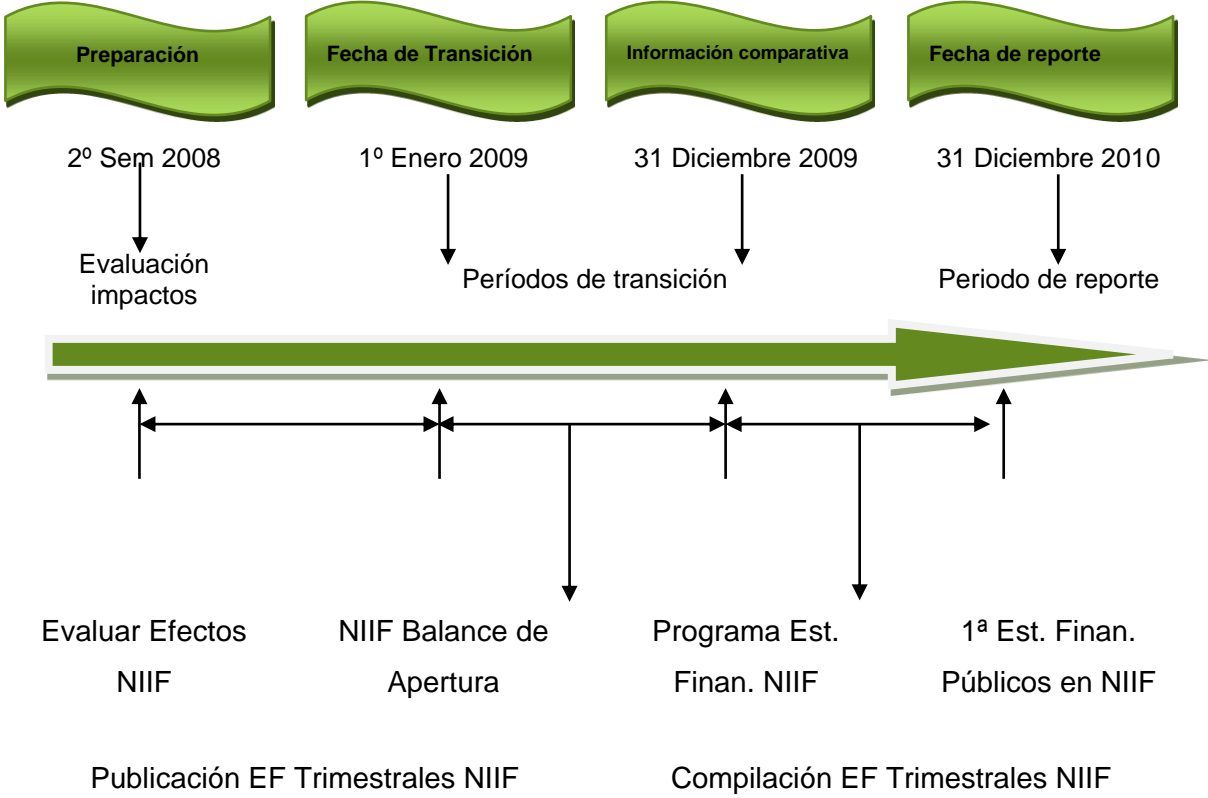 Preparación
Fecha de Transición
Información comparativa
Fecha de reporte
2º Sem 2008
1º Enero 2009
31 Diciembre 2009
31 Diciembre 2010
Evaluación
impactos
Períodos de transición
Periodo de reporte
Evaluar Efectos
NIIF
NIIF Balance de
Apertura
Programa Est.
Finan. NIIF
1ª Est. Finan.
Públicos en NIIF
Publicación EF Trimestrales NIIF
Compilación EF Trimestrales NIIF